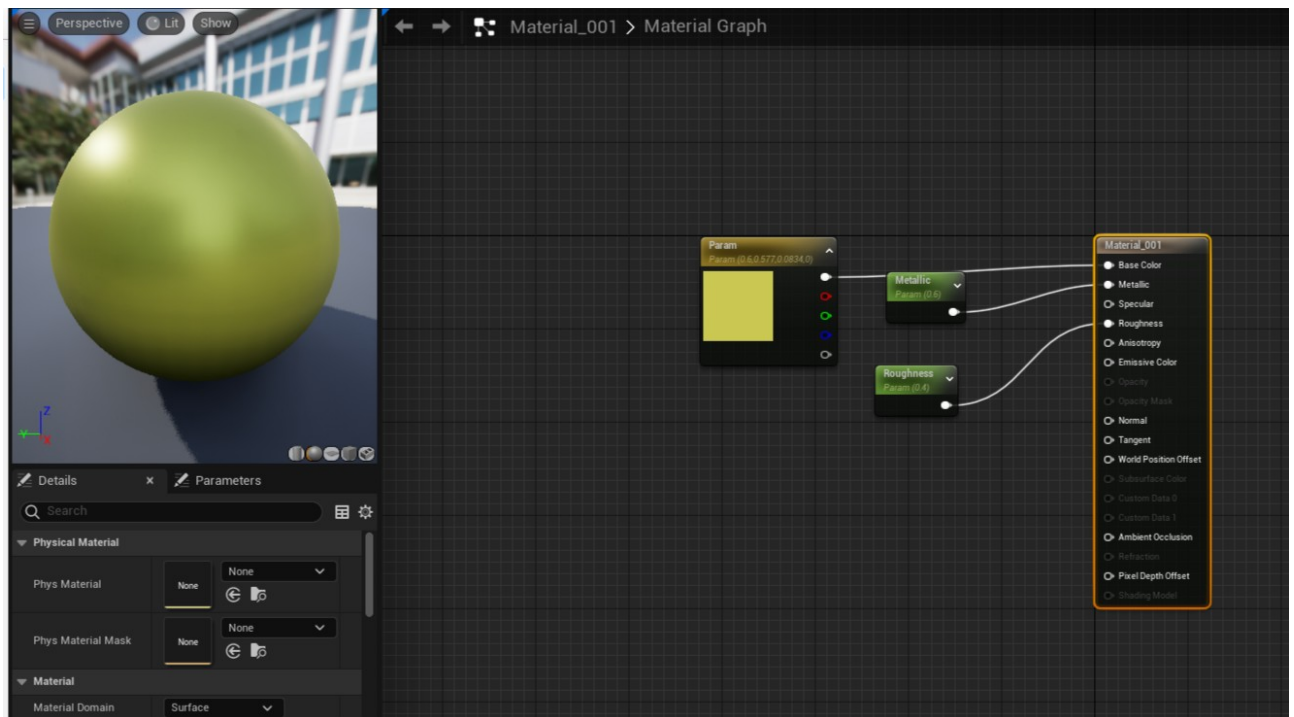 Perspective Lit Show
Material_001 > Material Graph
Param
Param (0.6,0.577,0.0834,0)
Metallic
Param (0.6)
Roughness
Param (0.4)
Material_001
Base Color
Metallic
Specular
Roughness
Anisotropy
Emissive Color
Opacity
Opacity Mask
Normal
Tangent
World Position Offset
Subsurface Color
Custom Data 0
Custom Data 1
Ambient Occlusion
Refraction
Pixel Depth Offset
Shading Model
Z
Y
X
Details × Parameters
Search
Physical Material
Phys Material None None
Phys Material Mask None None
Material
Material Domain Surface